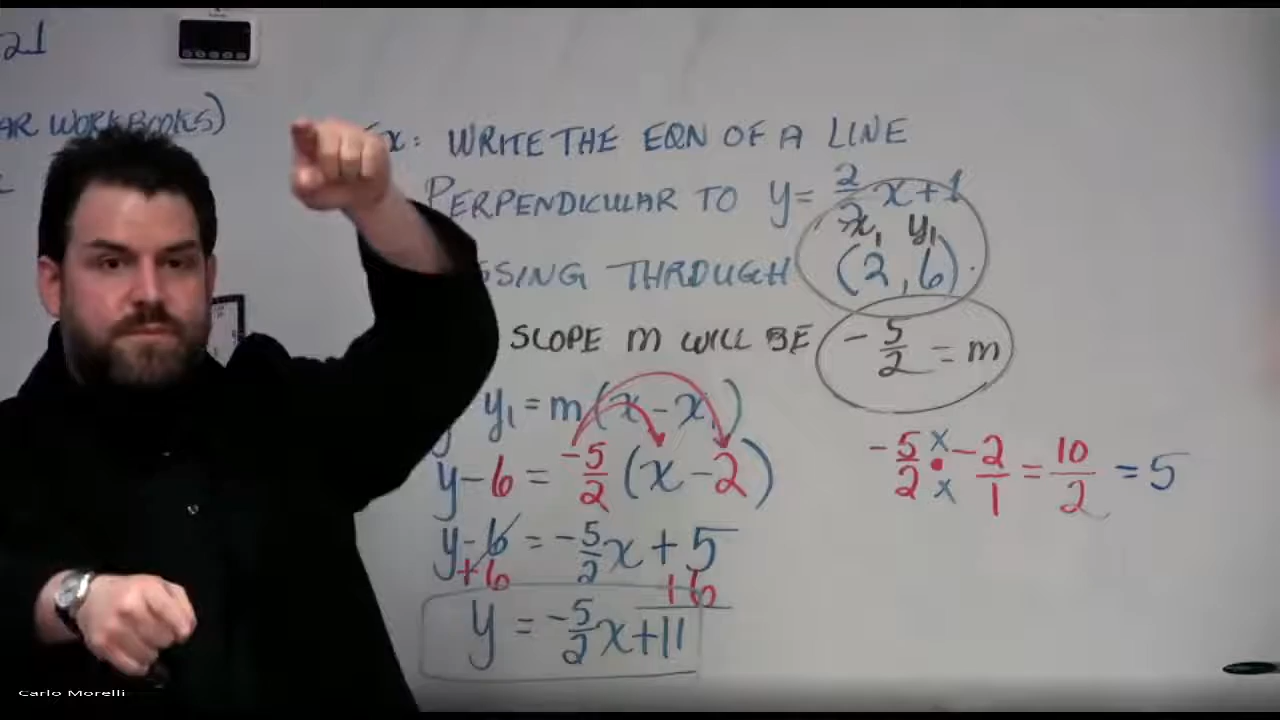 21
AR WORKBOOKS)
Ex: WRITE THE EQN OF A LINE
PERPENDICULAR TO y = 2/5 x + 1
x₁ y₁
SSING THROUGH (2, 6).
SLOPE m WILL BE -5/2 = m
y₁ = m(x - x₁)
y - 6 = -5/2 (x - 2)
-5/2 • -2/1 = 10/2 = 5
y - 6 = -5/2 x + 5
+6 +6
y = -5/2 x + 11
Carlo Morelli